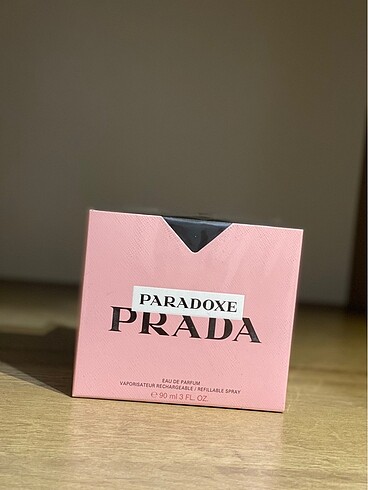 PARADOXE
PRADA
EAU DE PARFUM
VAPORISATEUR RECHARGEABLE / REFILLABLE SPRAY
℮ 90 ml 3 FL. OZ.